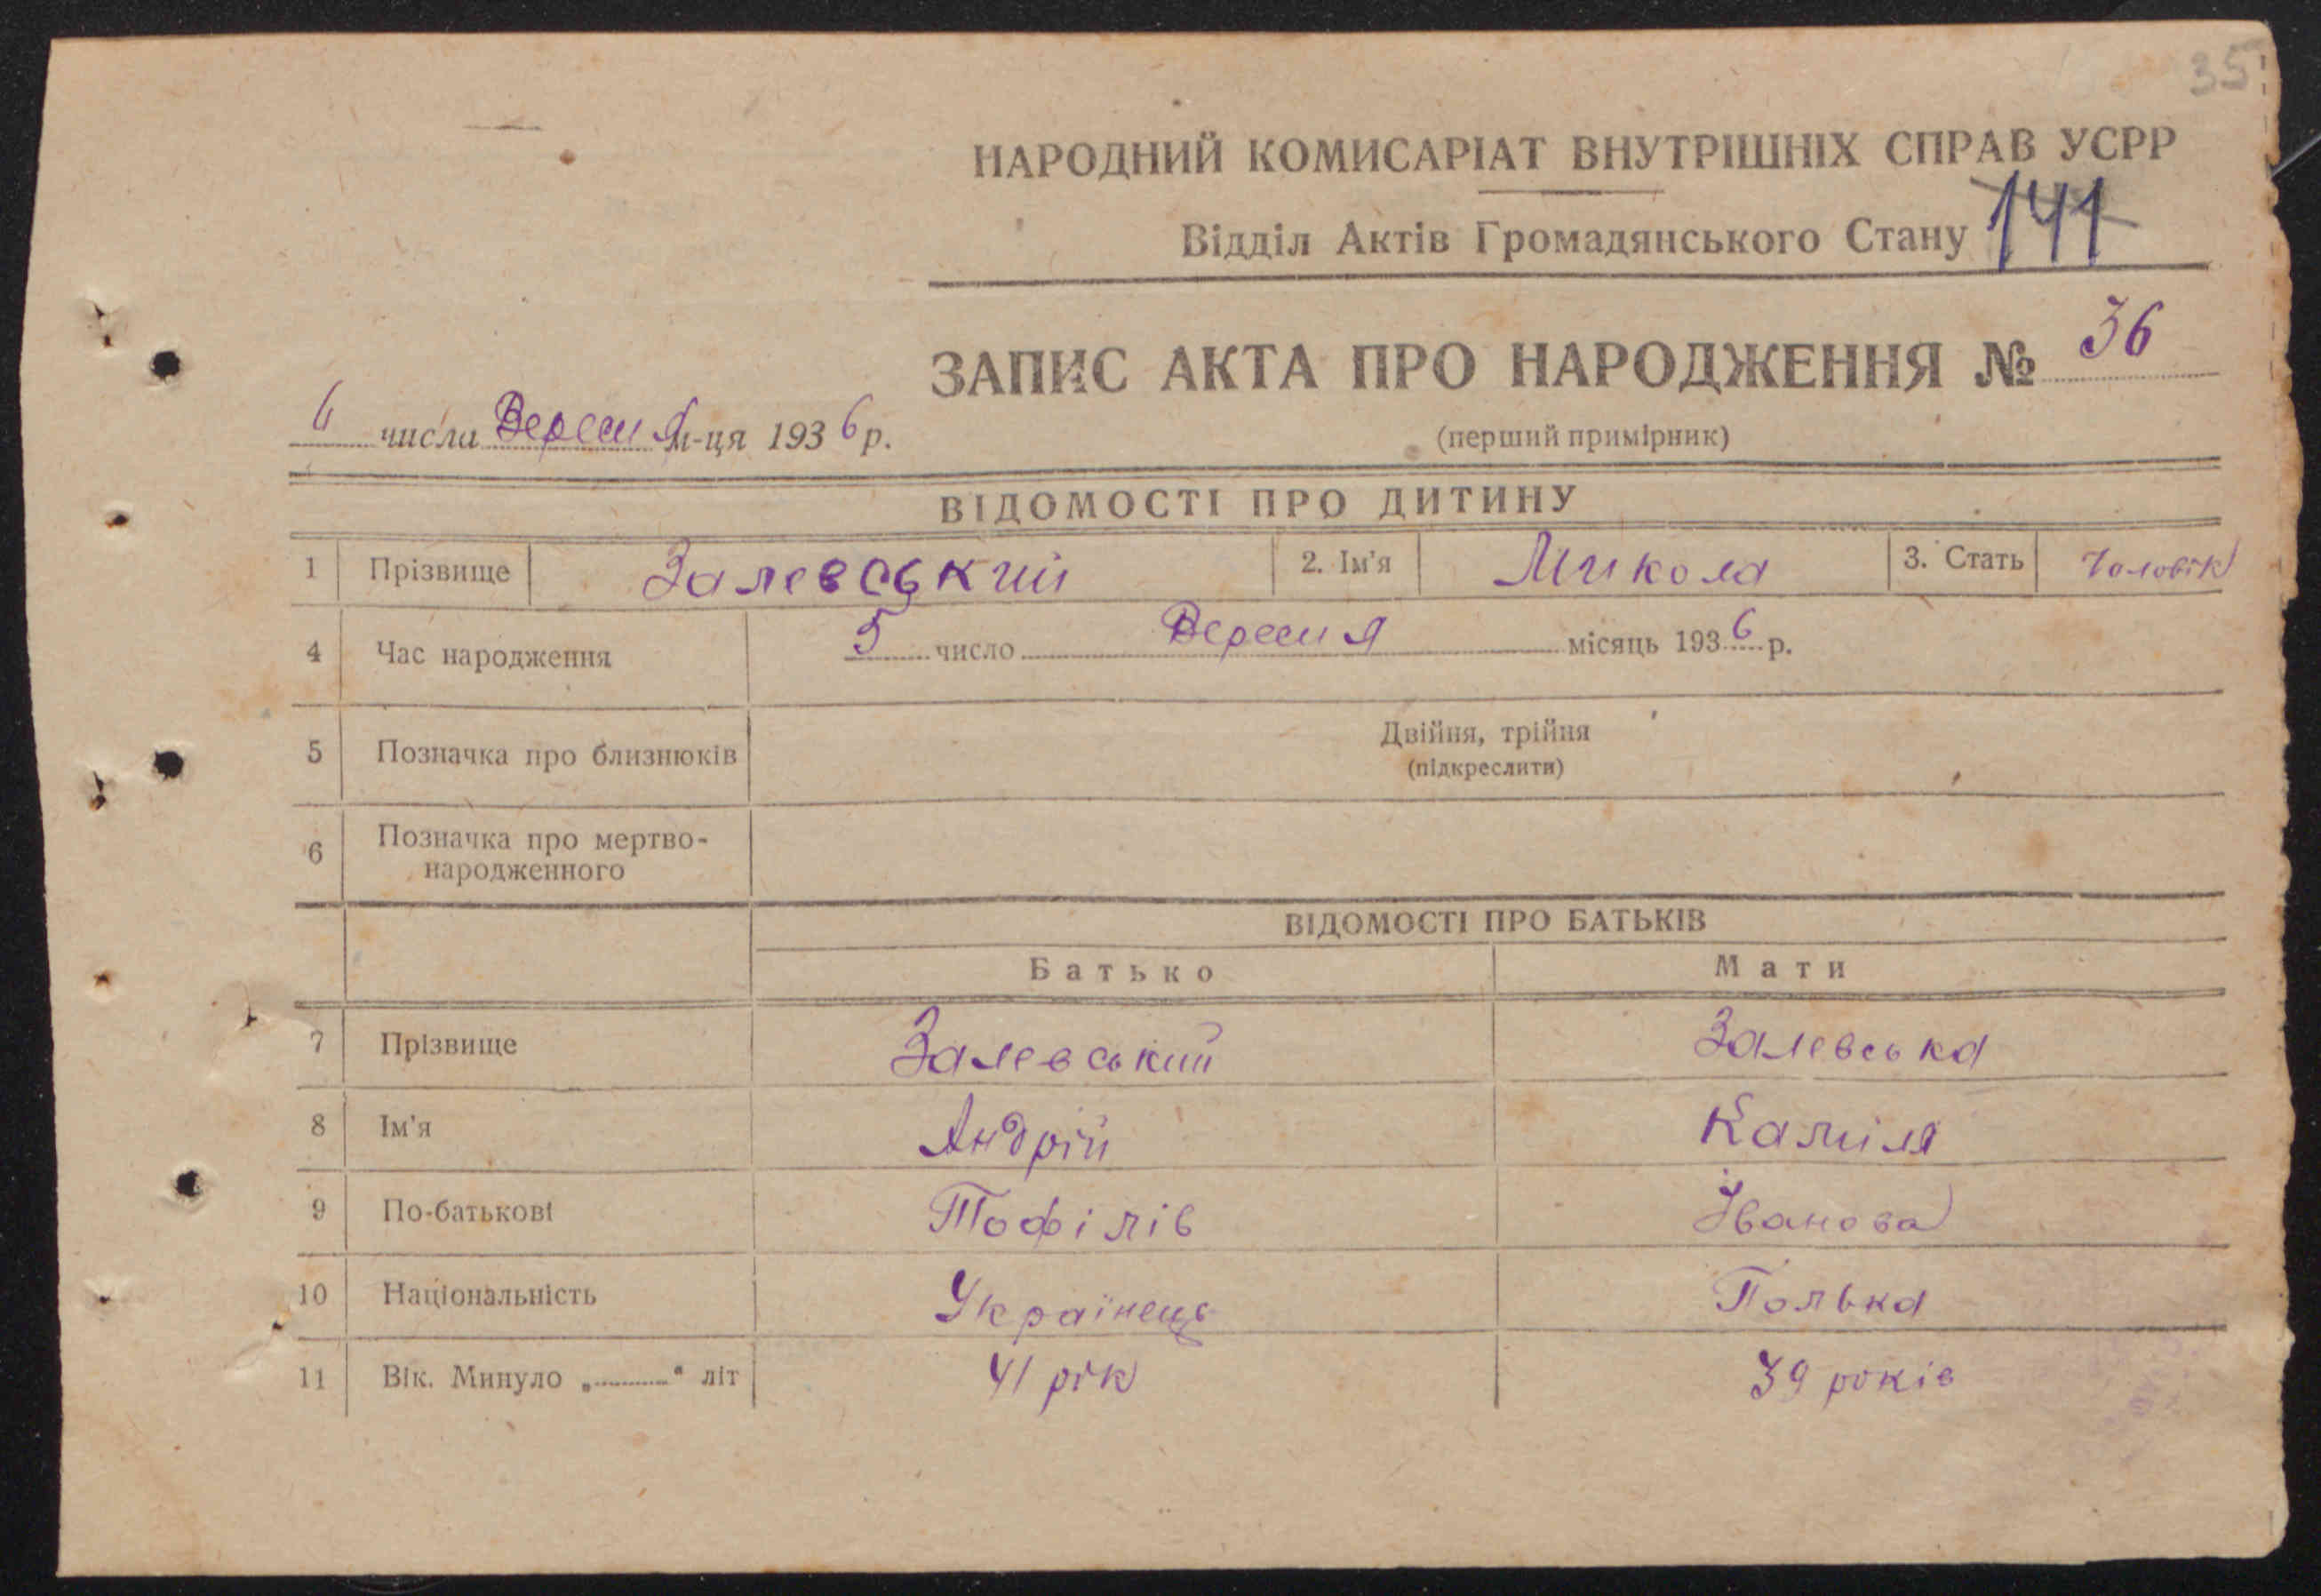 35
НАРОДНИЙ КОМИСАРІАТ ВНУТРІШНІХ СПРАВ УСРР
Відділ Актів Громадянського Стану 141
ЗАПИС АКТА ПРО НАРОДЖЕННЯ № 36
6 числа Вересня м-ця 1936 р.
(перший примірник)
ВІДОМОСТІ ПРО ДИТИНУ
1 Прізвище Залевський 2. Ім'я Микола 3. Стать Чоловік
4 Час народження 5 число Вересня місяць 1936 р.
5 Позначка про близнюків Двійня, трійня
(підкреслити)
6 Позначка про мертво-
народженного
ВІДОМОСТІ ПРО БАТЬКІВ
Батько Мати
7 Прізвище Залевський Залевська
8 Ім'я Андрій Каміля
9 По-батькові Тофілів Іванова
10 Національність Українець Полька
11 Вік. Минуло „ “ літ 41 рік 39 років